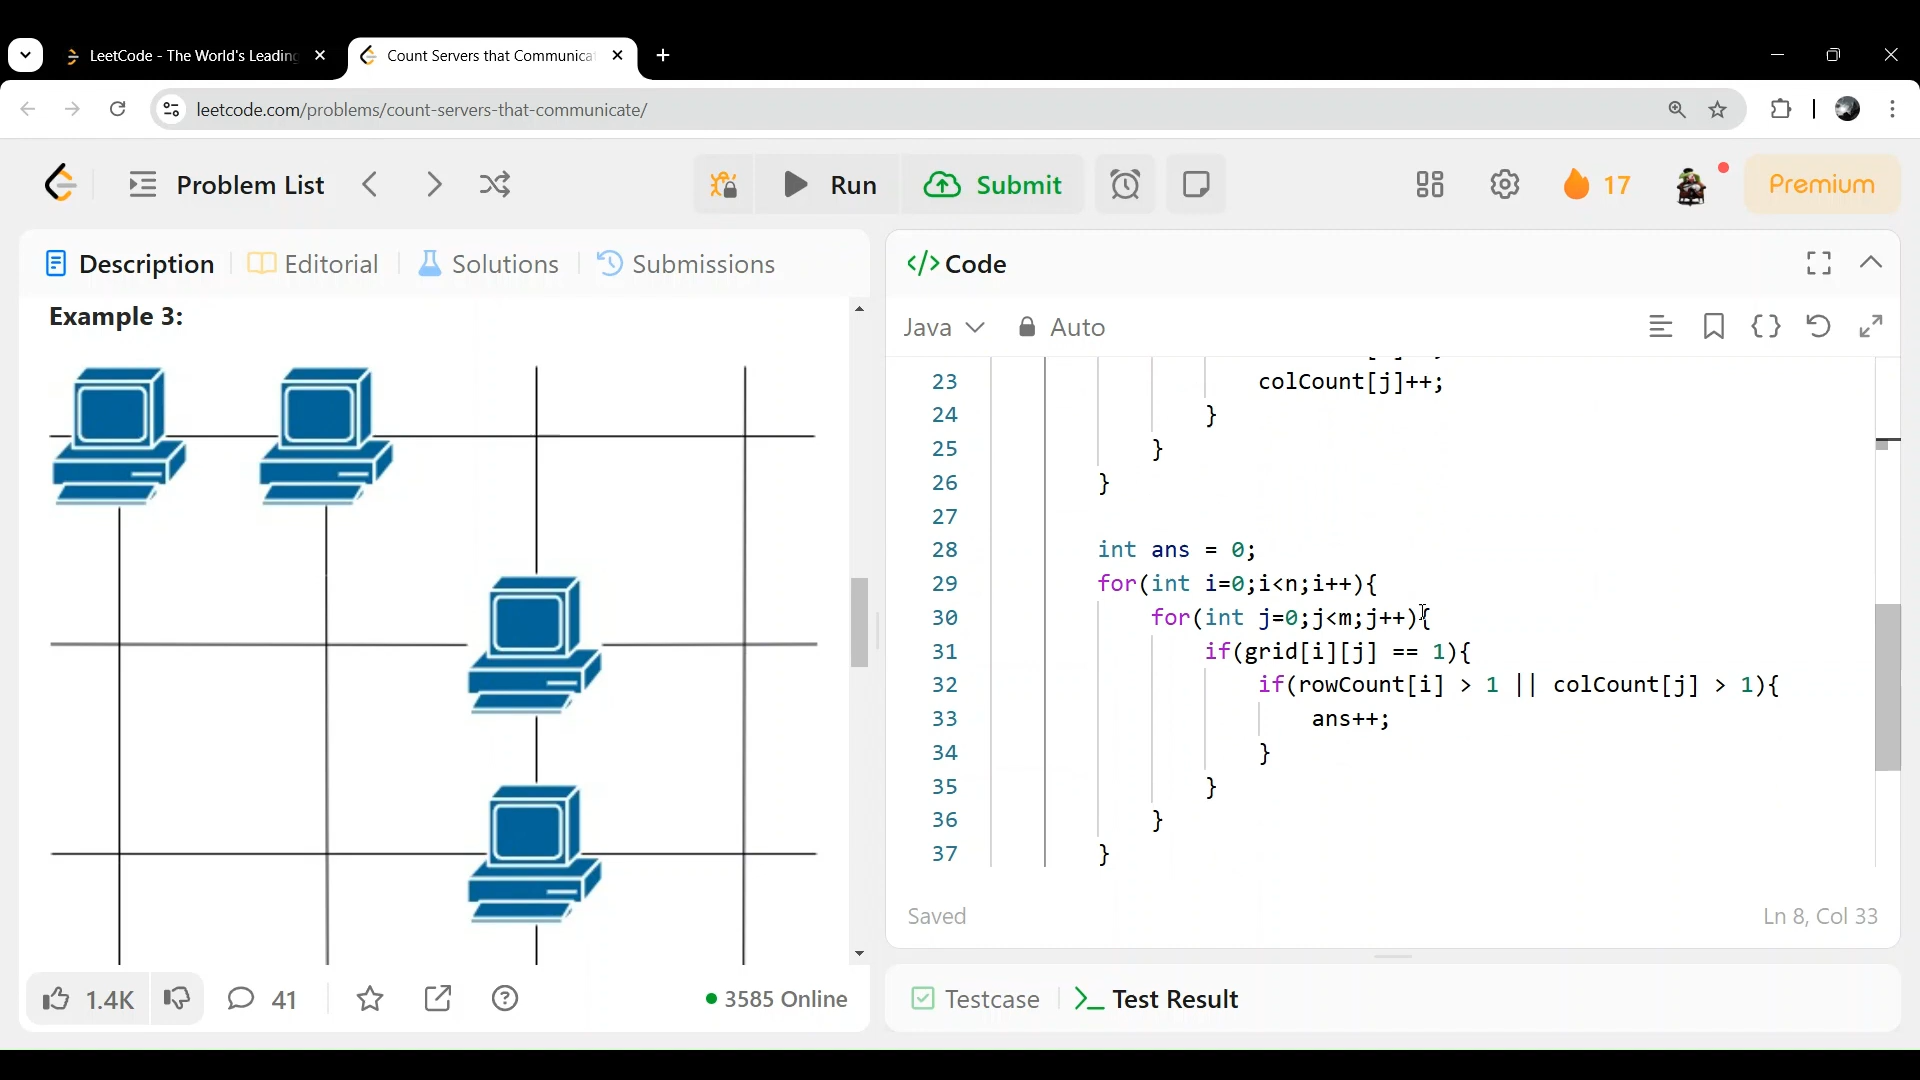 LeetCode - The World's Leading
Count Servers that Communica
leetcode.com/problems/count-servers-that-communicate/
Problem List
Run
Submit
17
Premium
Description
Editorial
Solutions
Submissions
Example 3:
1.4K
41
3585 Online
</> Code
Java
Auto
23 colCount[j]++;
24 }
25 }
26 }
27
28 int ans = 0;
29 for(int i=0;i<n;i++){
30 for(int j=0;j<m;j++){
31 if(grid[i][j] == 1){
32 if(rowCount[i] > 1 || colCount[j] > 1){
33 ans++;
34 }
35 }
36 }
37 }
Saved
Ln 8, Col 33
Testcase
Test Result